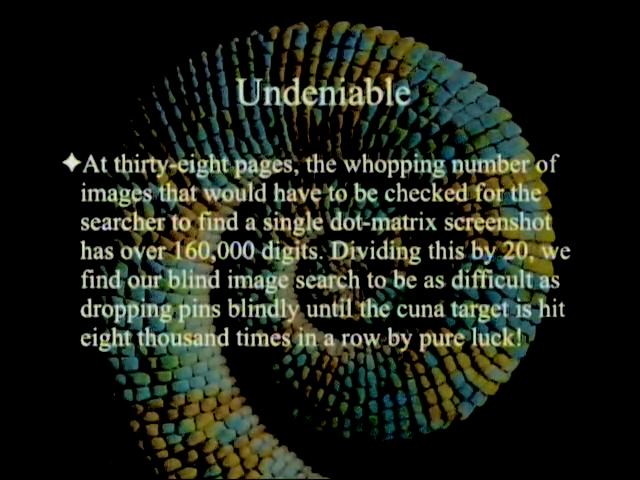 Undeniable
At thirty-eight pages, the whopping number of
images that would have to be checked for the
searcher to find a single dot-matrix screenshot
has over 160,000 digits. Dividing this by 20, we
find our blind image search to be as difficult as
dropping pins blindly until the cuna target is hit
eight thousand times in a row by pure luck!